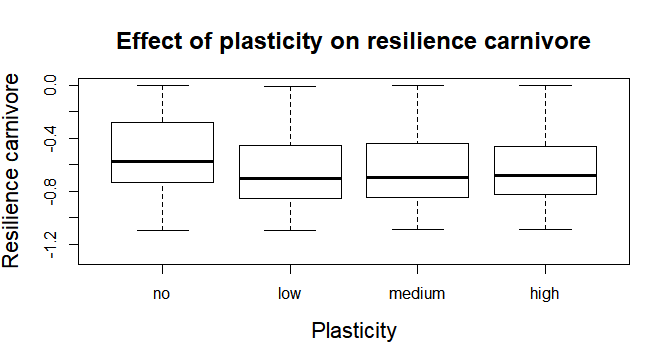 Effect of plasticity on resilience carnivore
Resilience carnivore
0.0
-0.4
-0.8
-1.2
no low medium high
Plasticity